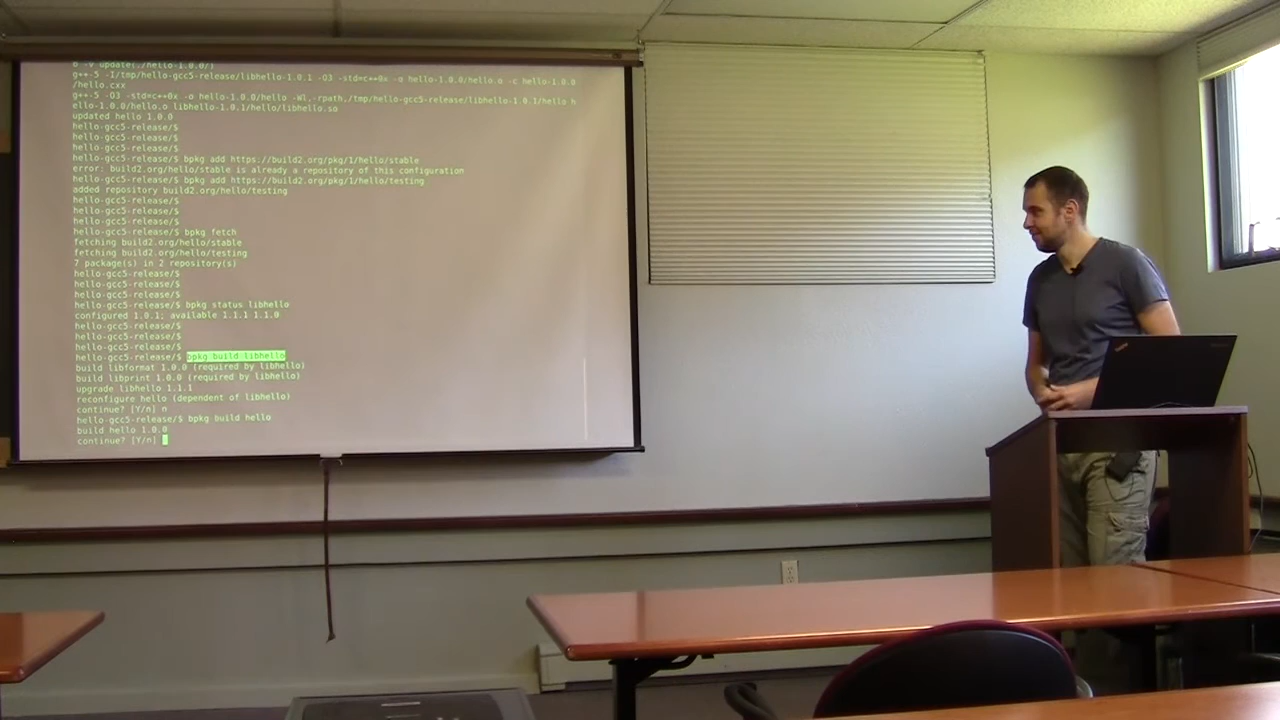 b -v update(./hello-1.0.0/)
g++-5 -I/tmp/hello-gcc5-release/libhello-1.0.1 -O3 -std=c++0x -o hello-1.0.0/hello.o -c hello-1.0.0
/hello.cxx
g++-5 -O3 -std=c++0x -o hello-1.0.0/hello -Wl,-rpath,/tmp/hello-gcc5-release/libhello-1.0.1/hello h
ello-1.0.0/hello.o libhello-1.0.1/hello/libhello.so
updated hello 1.0.0
hello-gcc5-release/$
hello-gcc5-release/$
hello-gcc5-release/$
hello-gcc5-release/$ bpkg add https://build2.org/pkg/1/hello/stable
error: build2.org/hello/stable is already a repository of this configuration
hello-gcc5-release/$ bpkg add https://build2.org/pkg/1/hello/testing
added repository build2.org/hello/testing
hello-gcc5-release/$
hello-gcc5-release/$
hello-gcc5-release/$
hello-gcc5-release/$ bpkg fetch
fetching build2.org/hello/stable
fetching build2.org/hello/testing
7 package(s) in 2 repository(s)
hello-gcc5-release/$
hello-gcc5-release/$
hello-gcc5-release/$
hello-gcc5-release/$ bpkg status libhello
configured 1.0.1; available 1.1.1 1.1.0
hello-gcc5-release/$
hello-gcc5-release/$
hello-gcc5-release/$
hello-gcc5-release/$ bpkg build libhello
build libformat 1.0.0 (required by libhello)
build libprint 1.0.0 (required by libhello)
upgrade libhello 1.1.1
reconfigure hello (dependent of libhello)
continue? [Y/n] n
hello-gcc5-release/$ bpkg build hello
build hello 1.0.0
continue? [Y/n]